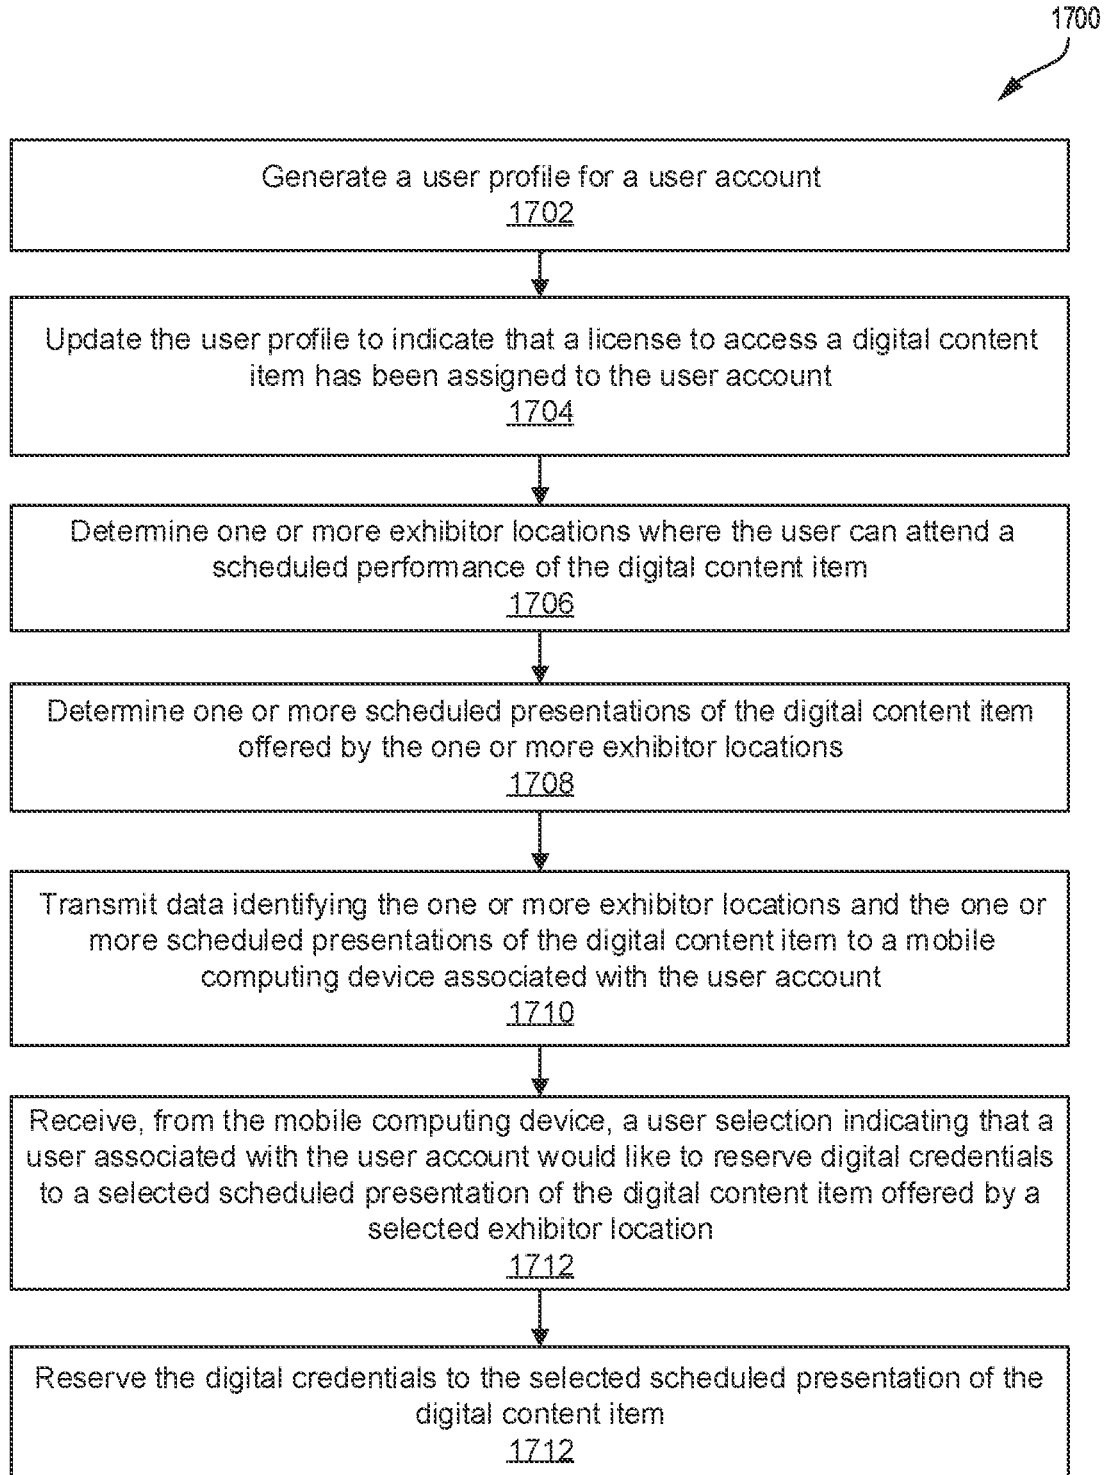 1700
Generate a user profile for a user account
1702
Update the user profile to indicate that a license to access a digital content
item has been assigned to the user account
1704
Determine one or more exhibitor locations where the user can attend a
scheduled performance of the digital content item
1706
Determine one or more scheduled presentations of the digital content item
offered by the one or more exhibitor locations
1708
Transmit data identifying the one or more exhibitor locations and the one or
more scheduled presentations of the digital content item to a mobile
computing device associated with the user account
1710
Receive, from the mobile computing device, a user selection indicating that a
user associated with the user account would like to reserve digital credentials
to a selected scheduled presentation of the digital content item offered by a
selected exhibitor location
1712
Reserve the digital credentials to the selected scheduled presentation of the
digital content item
1712